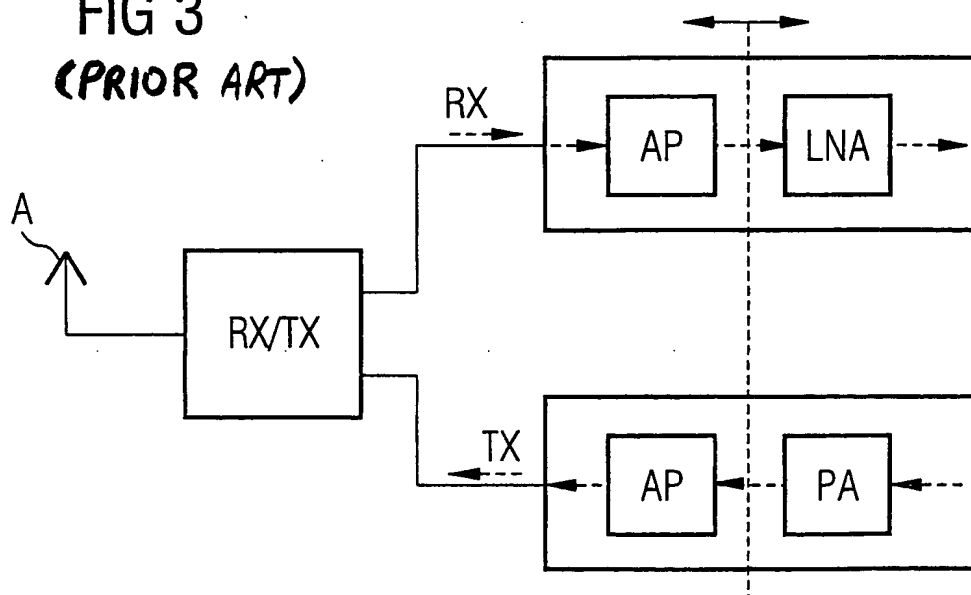 FIG 3
(PRIOR ART)
RX
AP
LNA
A
RX/TX
TX
AP
PA